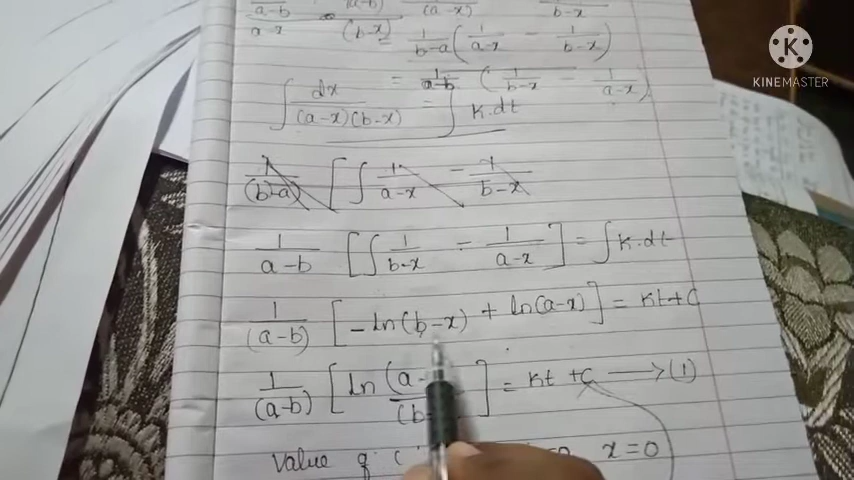 1/(a-b) / (a-x)   (a-b) / (b-x)   (a-x)   b-x
= 1/(b-a) (1/(a-x) - 1/(b-x))
= 1/(a-b) (1/(b-x) - 1/(a-x))
∫ dx/((a-x)(b-x)) = ∫ k.dt
1/(b-a) [∫ 1/(a-x) - 1/(b-x)
1/(a-b) [∫ 1/(b-x) - 1/(a-x)] = ∫ k.dt
1/(a-b) [-ln(b-x) + ln(a-x)] = kt+C
1/(a-b) [ln (a-/(b-] = kt +C → (1)
Value of C x=0
K
KINEMASTER